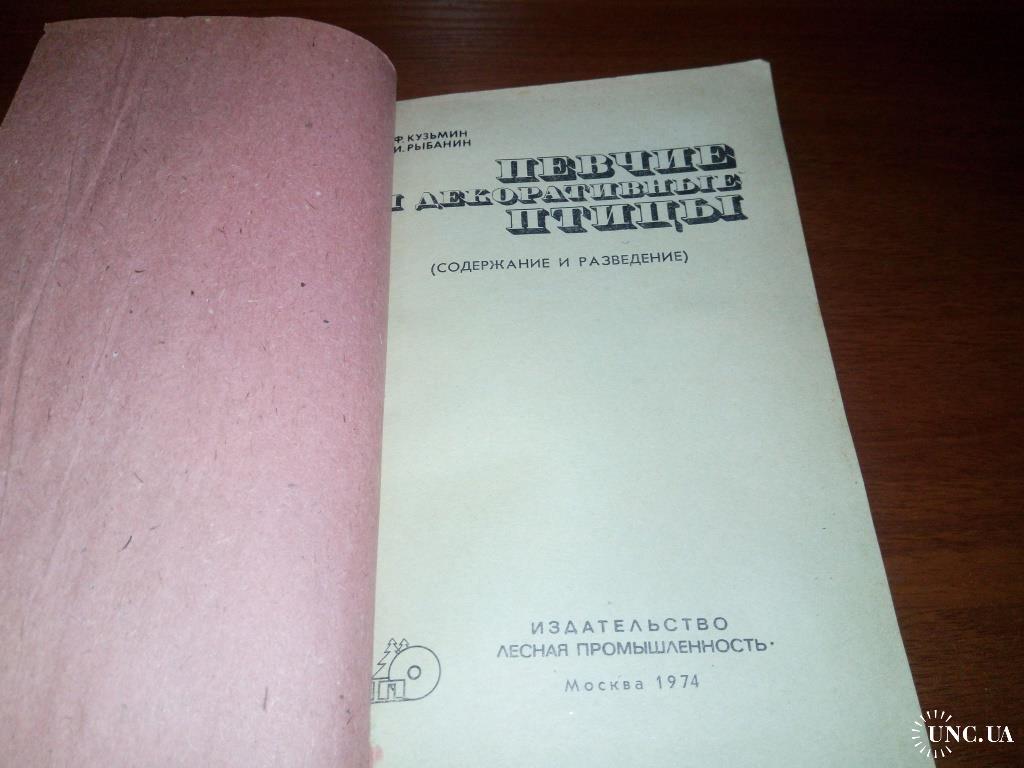 Ф. КУЗЬМИН
И. РЫБАНИН
ПЕВЧИЕ
И ДЕКОРАТИВНЫЕ
ПТИЦЫ
(СОДЕРЖАНИЕ И РАЗВЕДЕНИЕ)
ИЗДАТЕЛЬСТВО
ЛЕСНАЯ ПРОМЫШЛЕННОСТЬ·
Москва 1974
UNC.UA